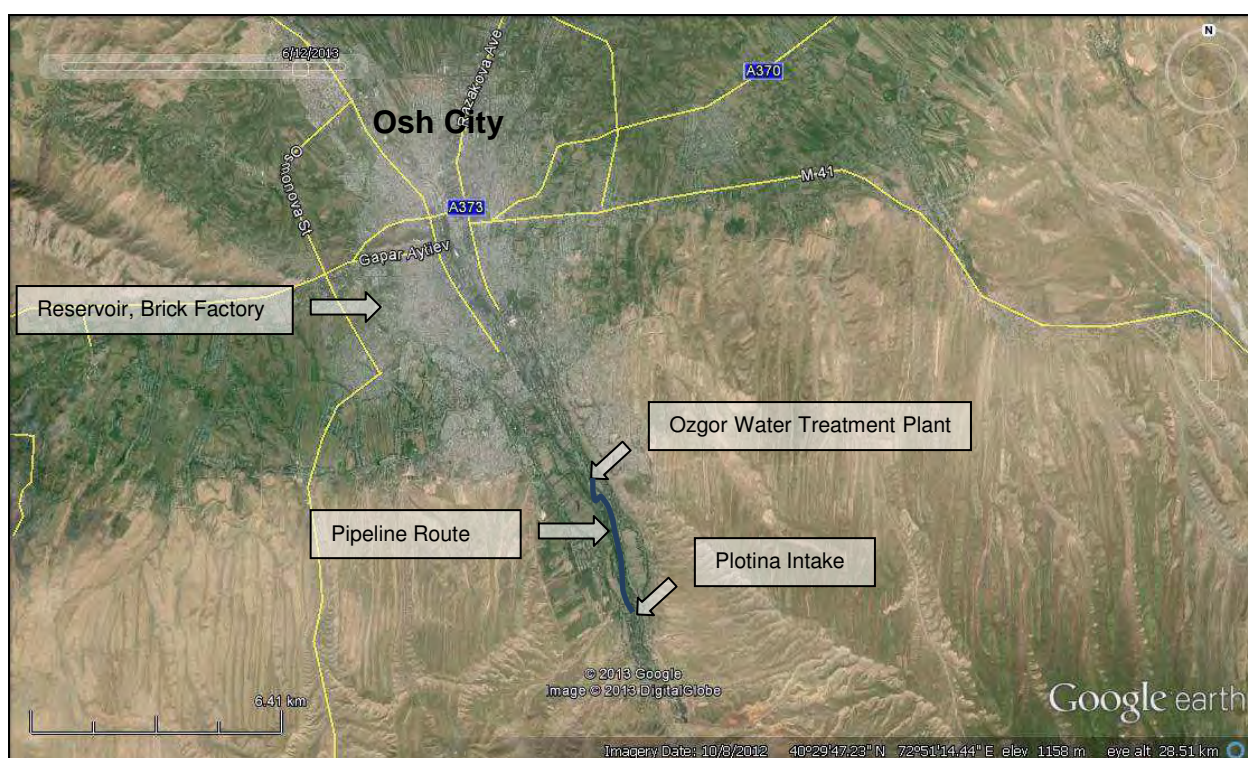 N
6/12/2013
Razakova Ave
A370
Osh City
Osmonova St
M 41
A373
Gapar Aytiev
Reservoir, Brick Factory
Ozgor Water Treatment Plant
Pipeline Route
Plotina Intake
© 2013 Google
Image © 2013 DigitalGlobe
6.41 km
Google earth
Imagery Date: 10/8/2012 40°29'47.23" N 72°51'14.44" E elev 1158 m eye alt 28.51 km